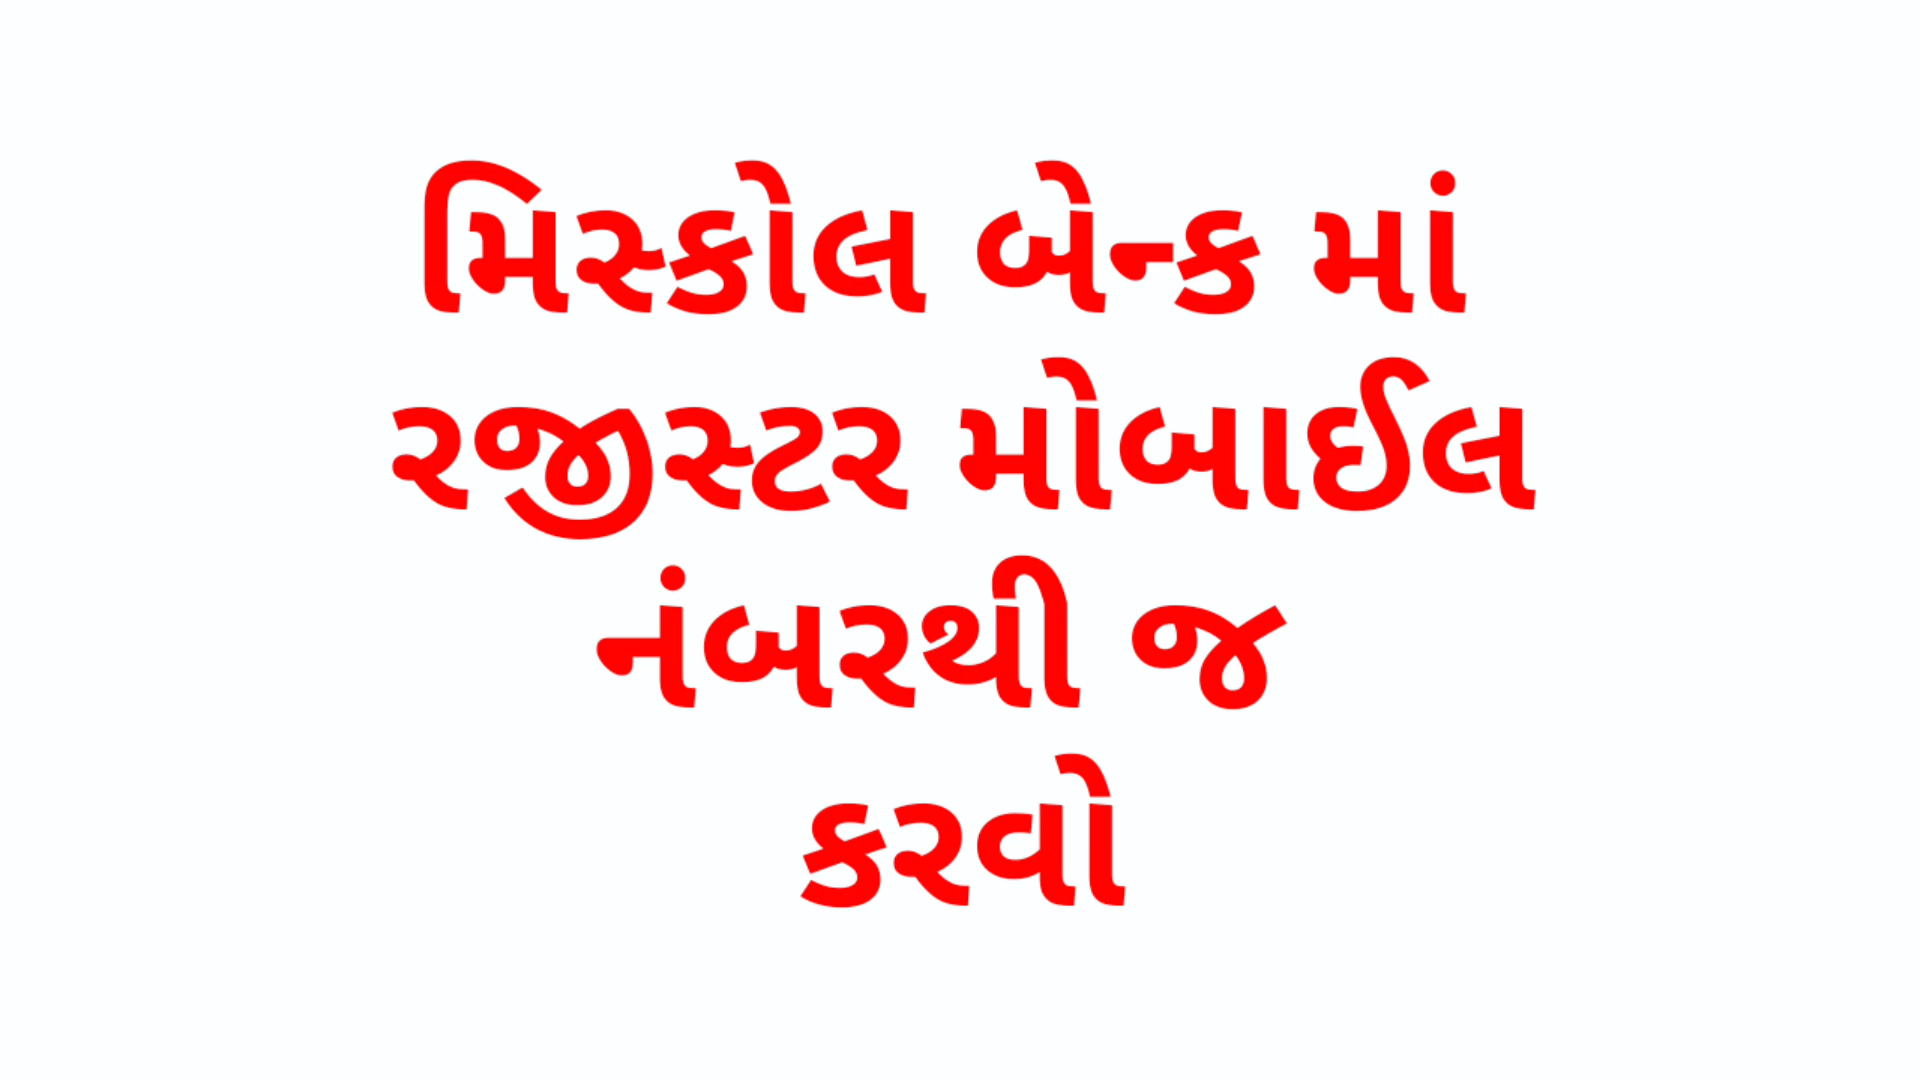 મિસ્કોલ બેન્ક માં
રજીસ્ટર મોબાઈલ
નંબરથી જ
કરવો